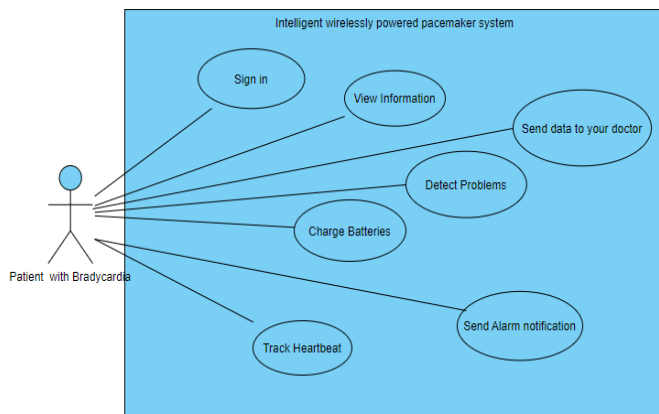 Intelligent wirelessly powered pacemaker system
Sign in
View Information
Send data to your doctor
Detect Problems
Charge Batteries
Patient with Bradycardia
Send Alarm notification
Track Heartbeat